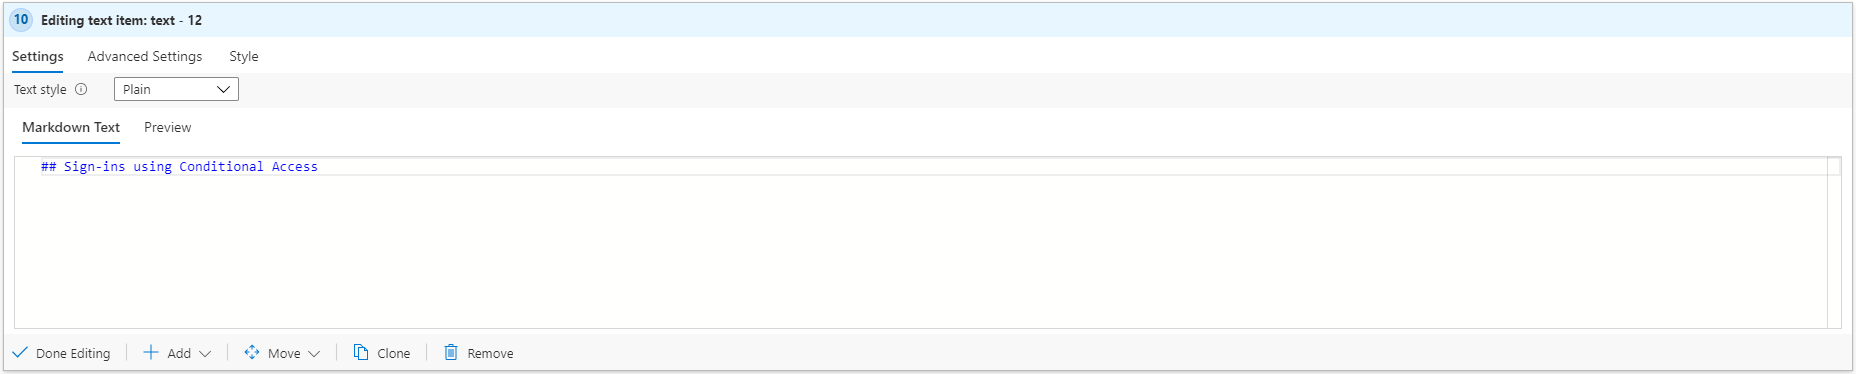 10 Editing text item: text - 12
Settings Advanced Settings Style
Text style Plain
Markdown Text Preview
## Sign-ins using Conditional Access
Done Editing Add Move Clone Remove